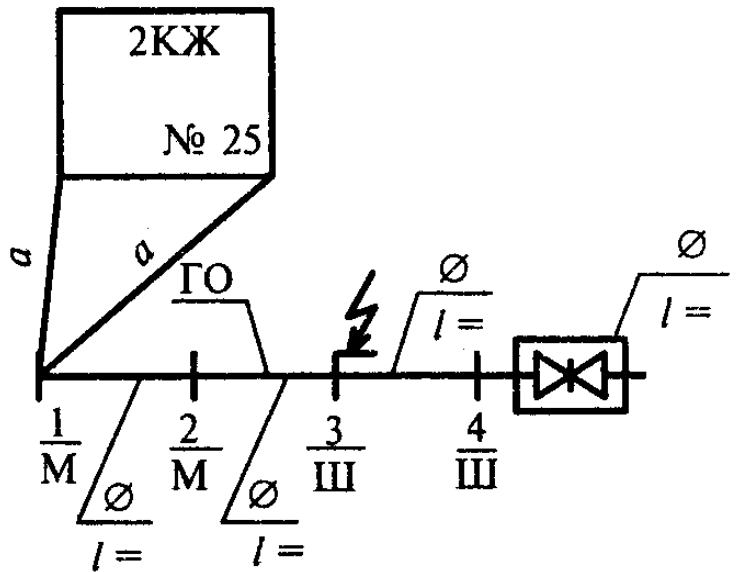 2КЖ
№ 25
a
a
ГО
Ø
l =
Ø
l =
1
М
2
М
3
Ш
4
Ш
Ø
l =
Ø
l =